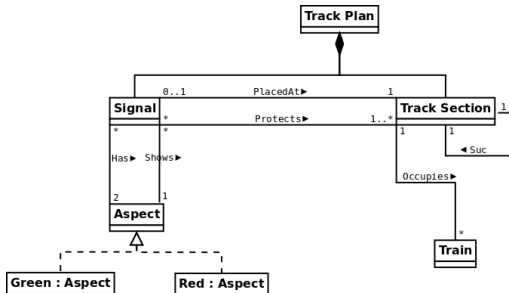 Track Plan
0..1 PlacedAt► 1
Signal Track Section 1
* Protects► 1..*
* * 1 1
Has► Shows► ◄ Suc
Occupies►
2 1
Aspect
*
Train
Green : Aspect Red : Aspect